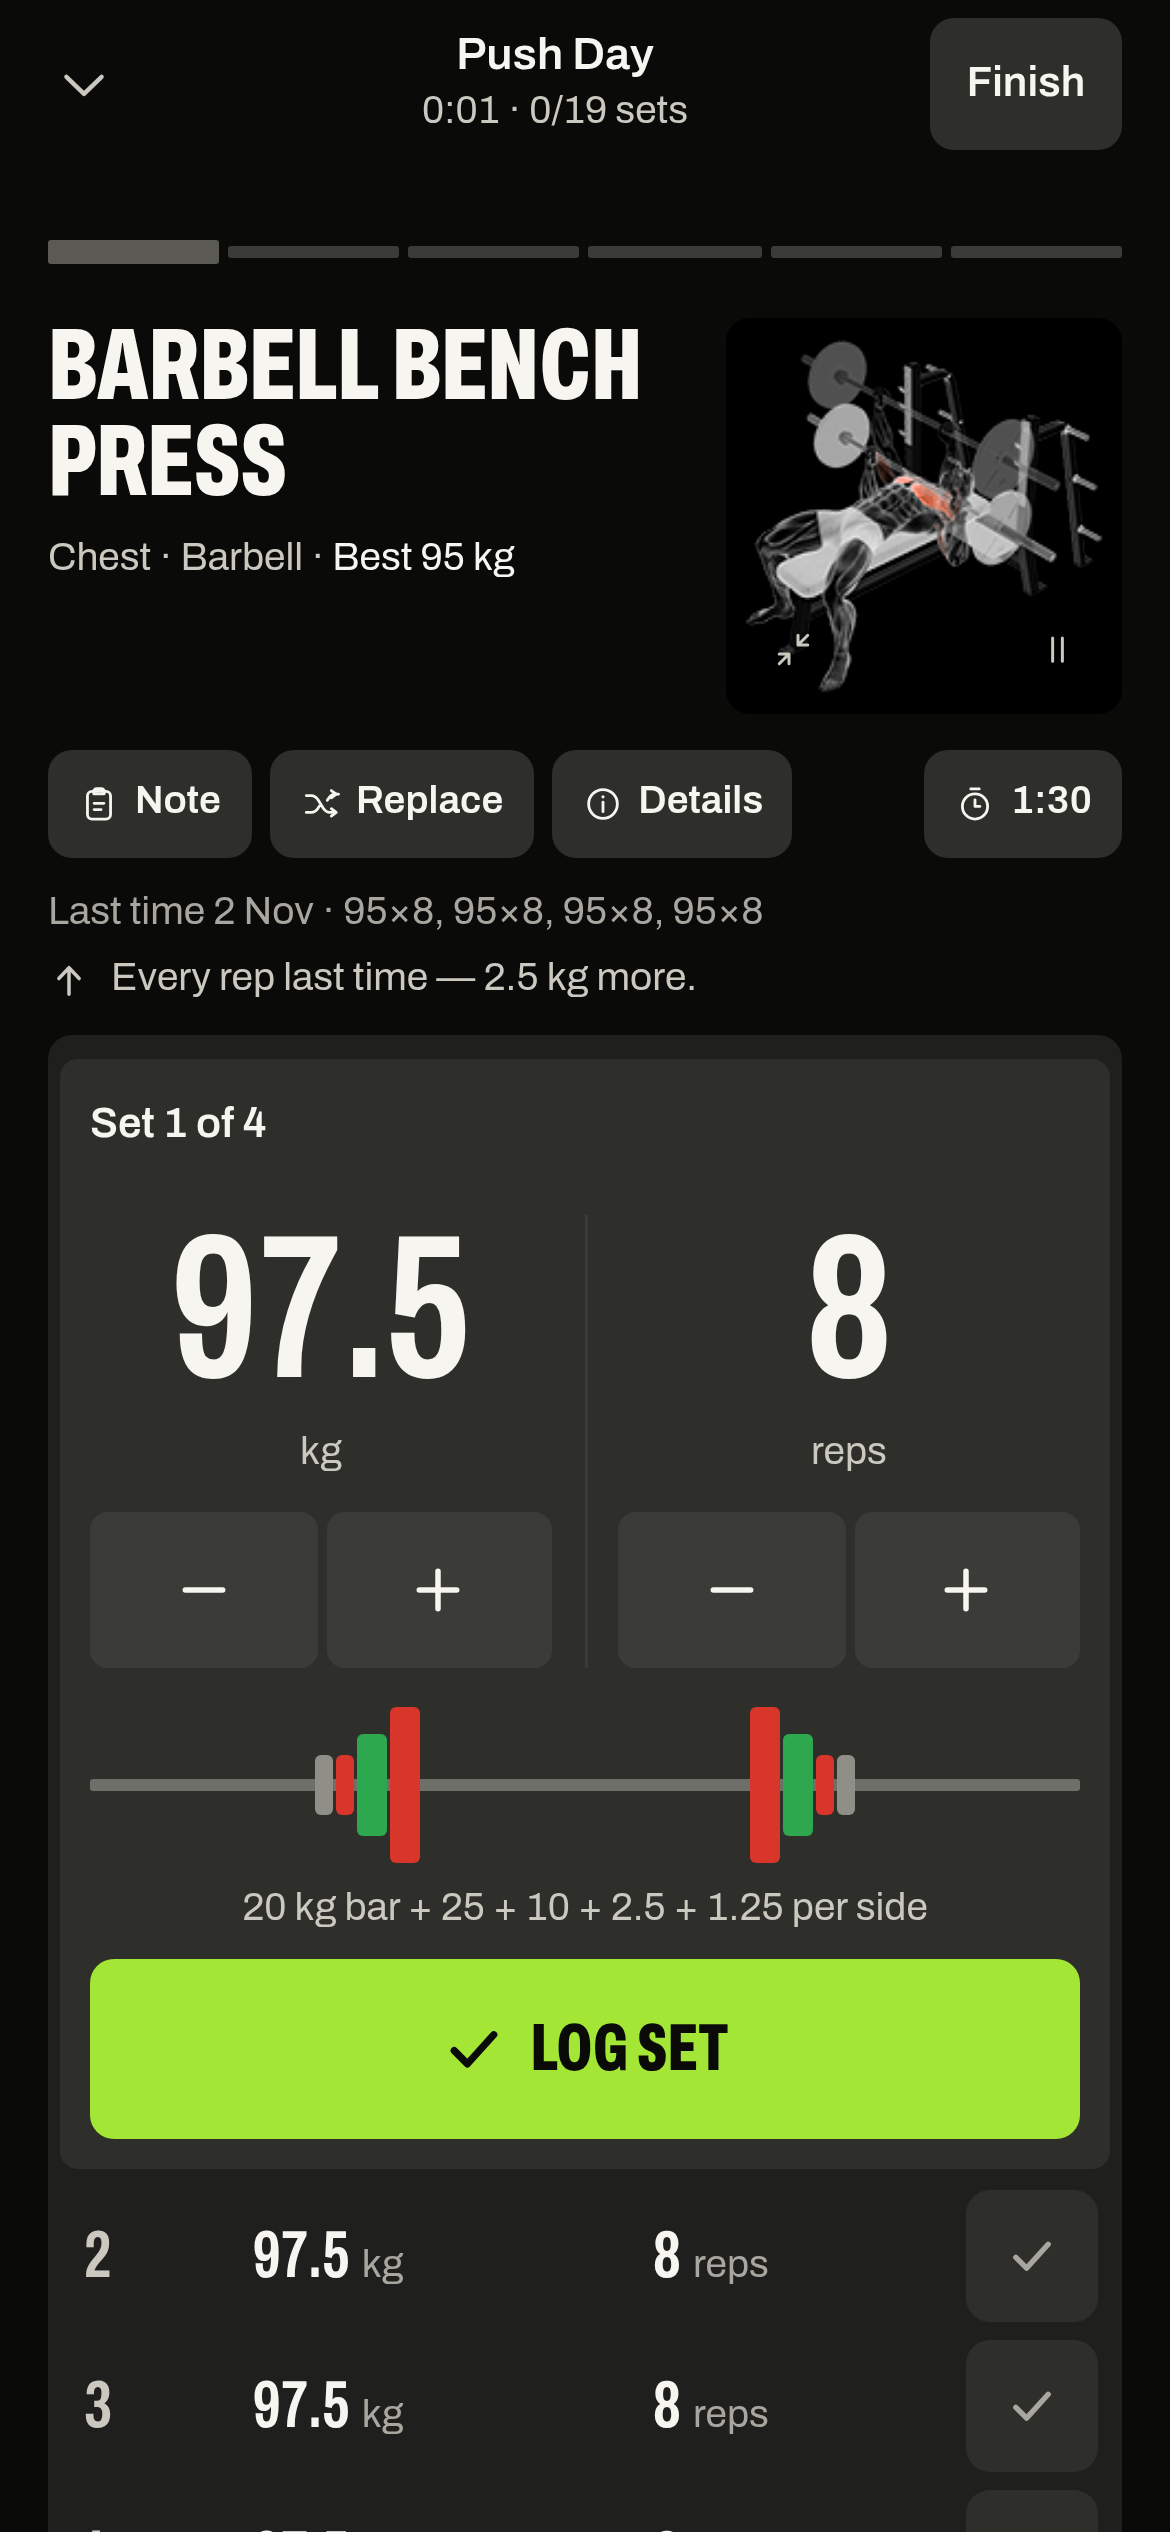 Push Day
0:01 · 0/19 sets
Finish
BARBELL BENCH
PRESS
Chest · Barbell · Best 95 kg
Note
Replace
Details
1:30
Last time 2 Nov · 95×8, 95×8, 95×8, 95×8
Every rep last time — 2.5 kg more.
Set 1 of 4
97.5
8
kg
reps
20 kg bar + 25 + 10 + 2.5 + 1.25 per side
LOG SET
2 97.5 kg 8 reps
3 97.5 kg 8 reps